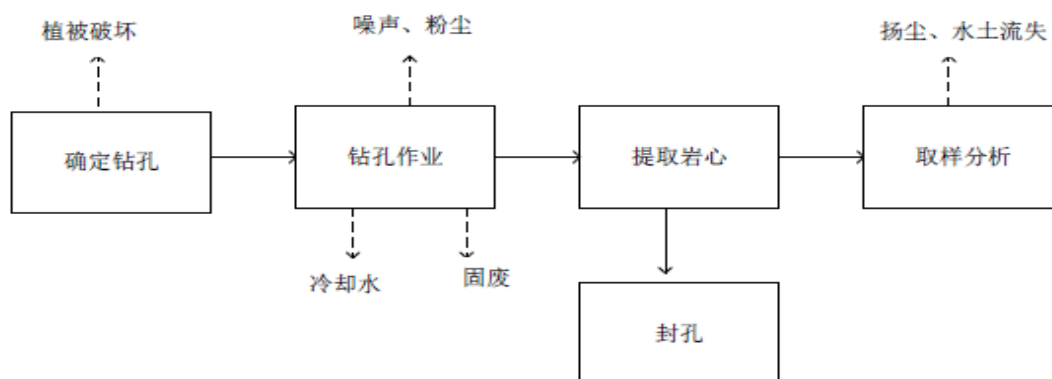 植被破坏
噪声、粉尘
扬尘、水土流失
确定钻孔
钻孔作业
提取岩心
取样分析
冷却水
固废
封孔